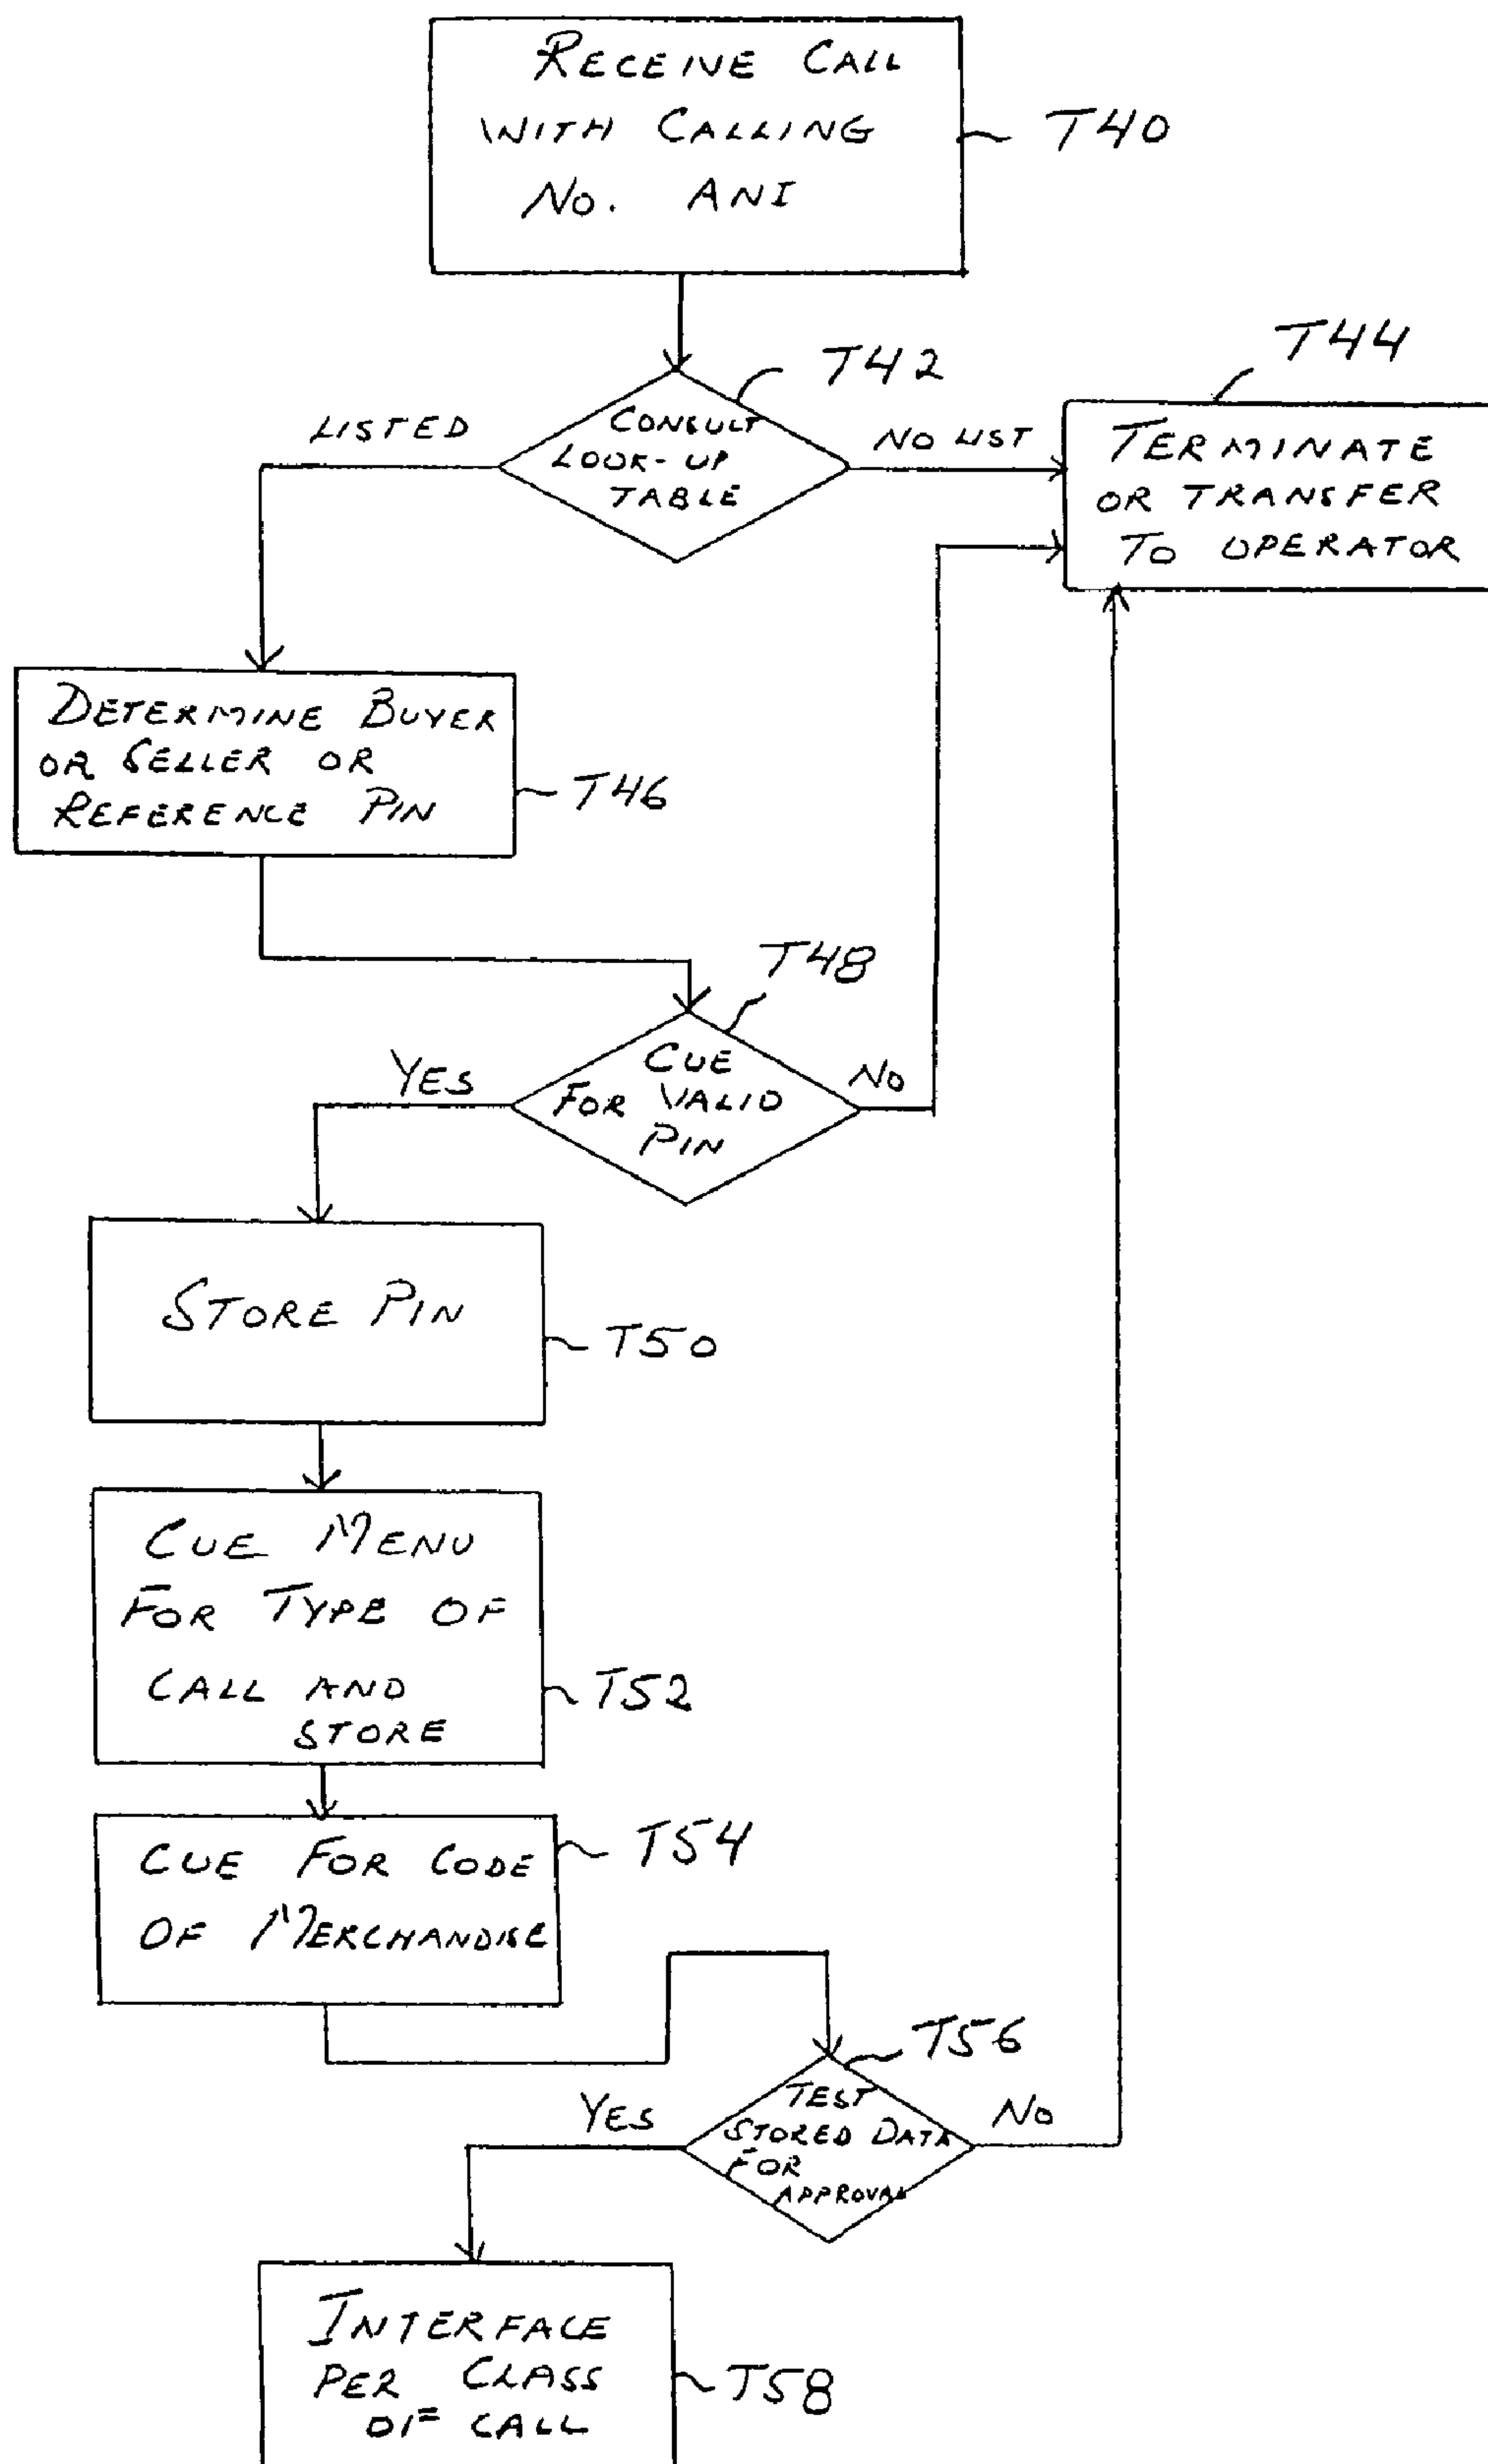 RECEIVE CALL
WITH CALLING
NO. ANI
T40
T42
T44
LISTED
CONSULT
LOOK-UP
TABLE
NO LIST
TERMINATE
OR TRANSFER
TO OPERATOR
DETERMINE BUYER
OR SELLER OR
REFERENCE PIN
T46
T48
YES
CUE
FOR VALID
PIN
NO
STORE PIN
T50
CUE MENU
FOR TYPE OF
CALL AND
STORE
T52
CUE FOR CODE
OF MERCHANDISE
T54
T56
YES
TEST
STORED DATA
FOR
APPROVAL
NO
INTERFACE
PER CLASS
OF CALL
T58